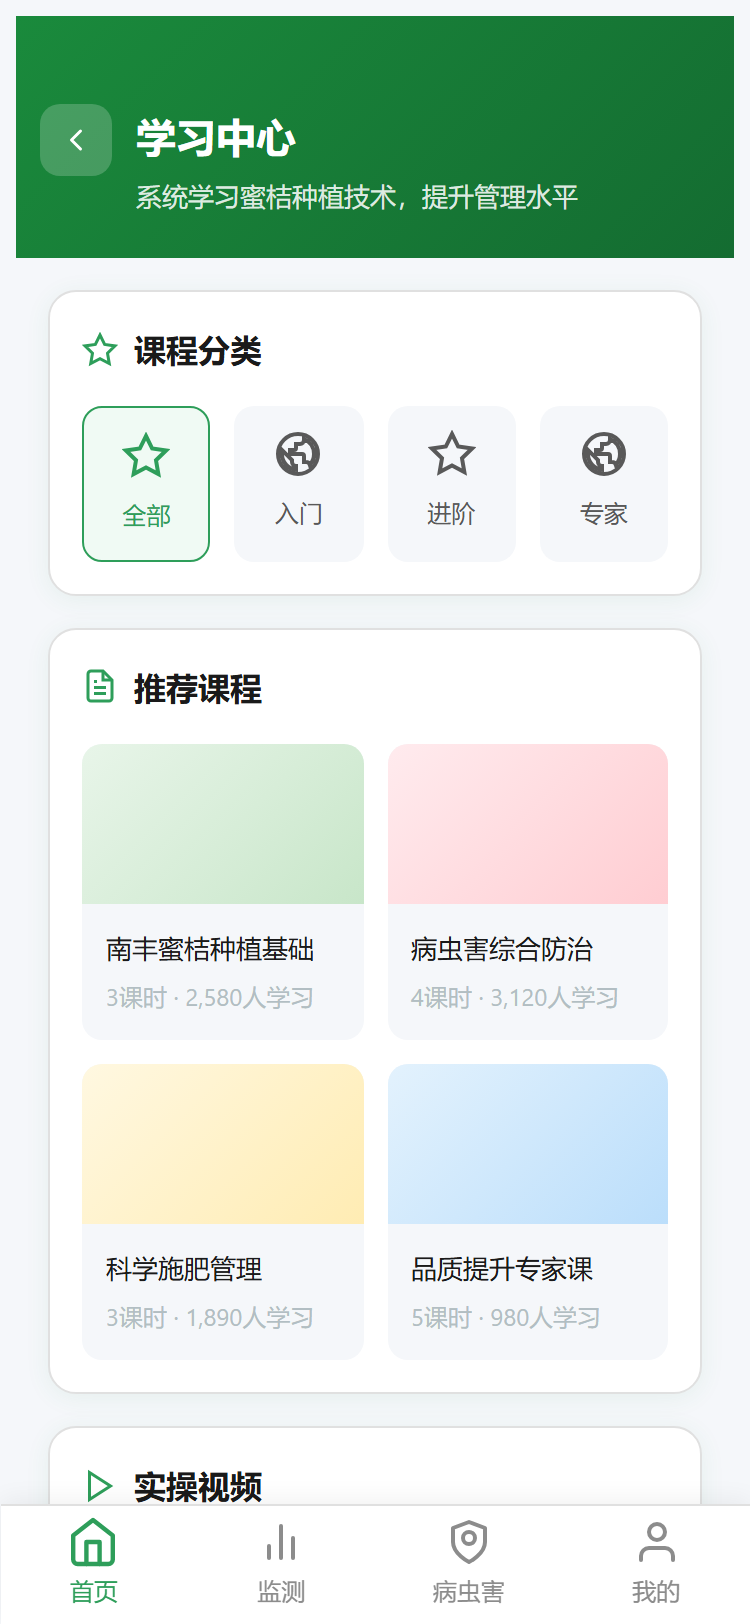 学习中心
系统学习蜜桔种植技术，提升管理水平
课程分类
全部
入门
进阶
专家
推荐课程
南丰蜜桔种植基础
3课时 · 2,580人学习
病虫害综合防治
4课时 · 3,120人学习
科学施肥管理
3课时 · 1,890人学习
品质提升专家课
5课时 · 980人学习
实操视频
首页
监测
病虫害
我的